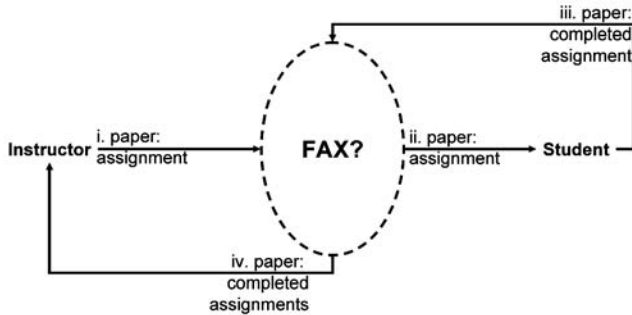 iii. paper:
completed
assignment
i. paper:
Instructor
assignment
FAX?
ii. paper:
assignment
Student
iv. paper:
completed
assignments